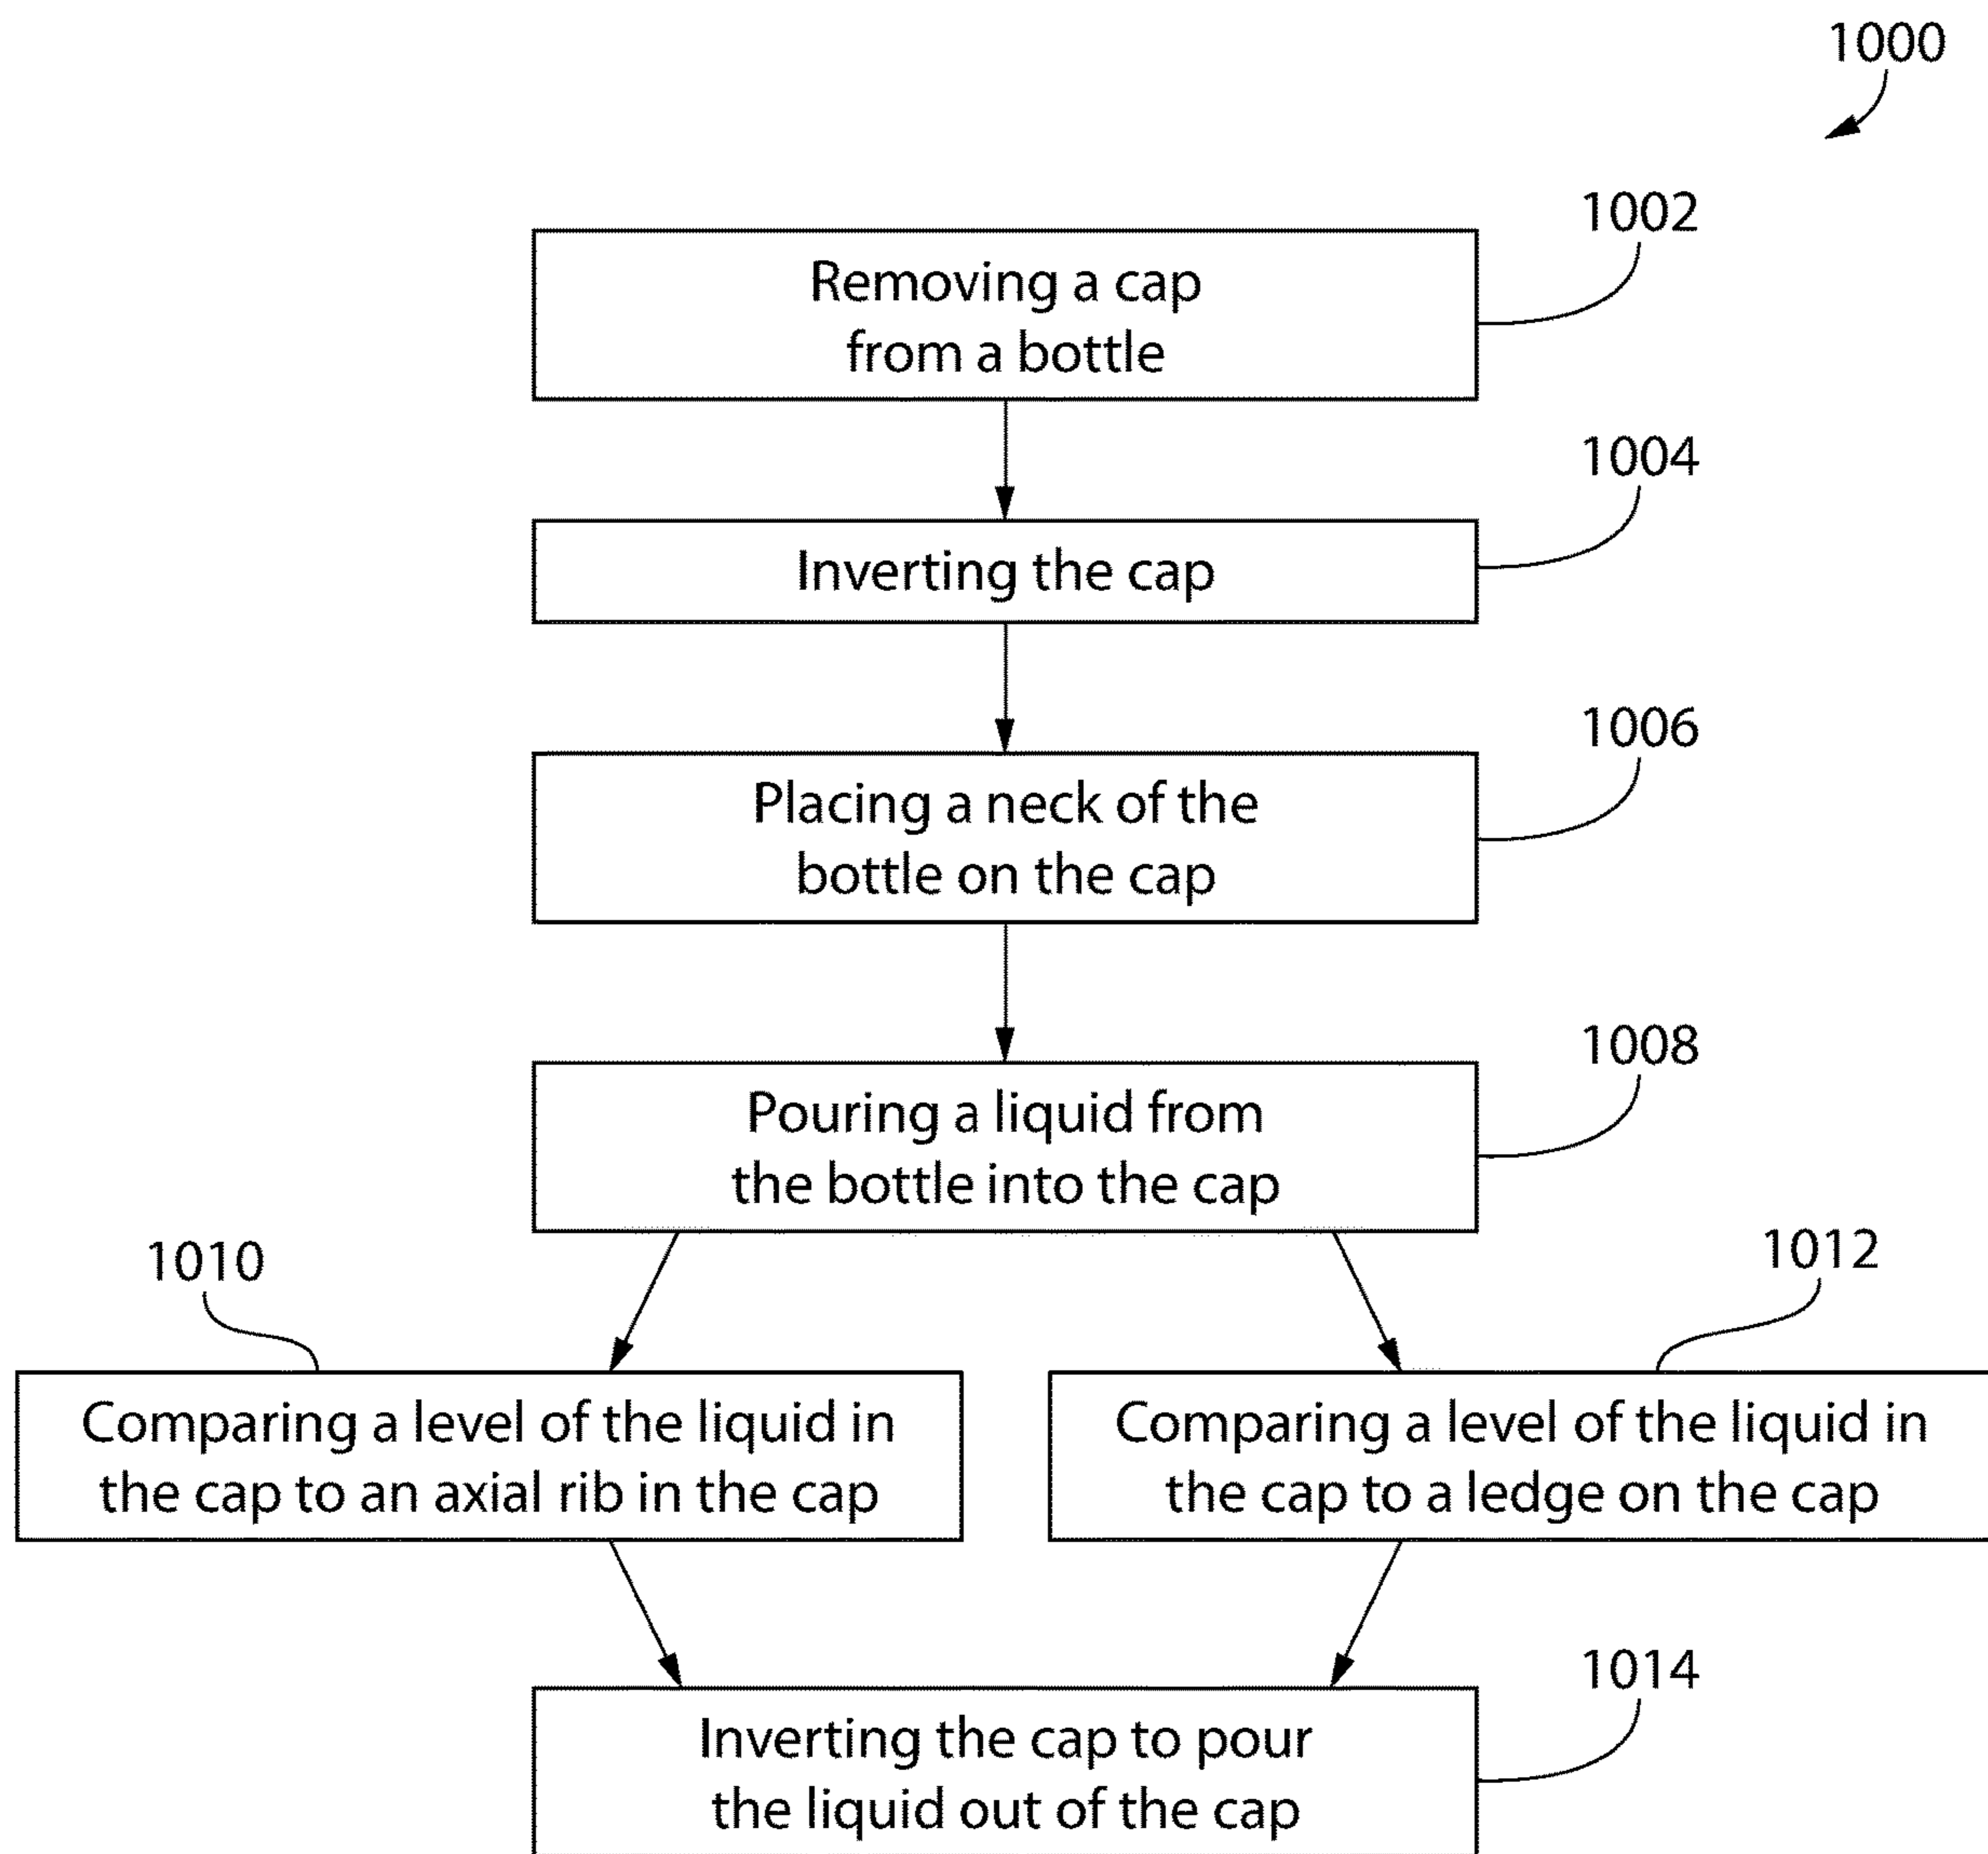 1000
1002
Removing a cap
from a bottle
1004
Inverting the cap
1006
Placing a neck of the
bottle on the cap
1008
Pouring a liquid from
the bottle into the cap
1010
1012
Comparing a level of the liquid in
the cap to an axial rib in the cap
Comparing a level of the liquid in
the cap to a ledge on the cap
1014
Inverting the cap to pour
the liquid out of the cap